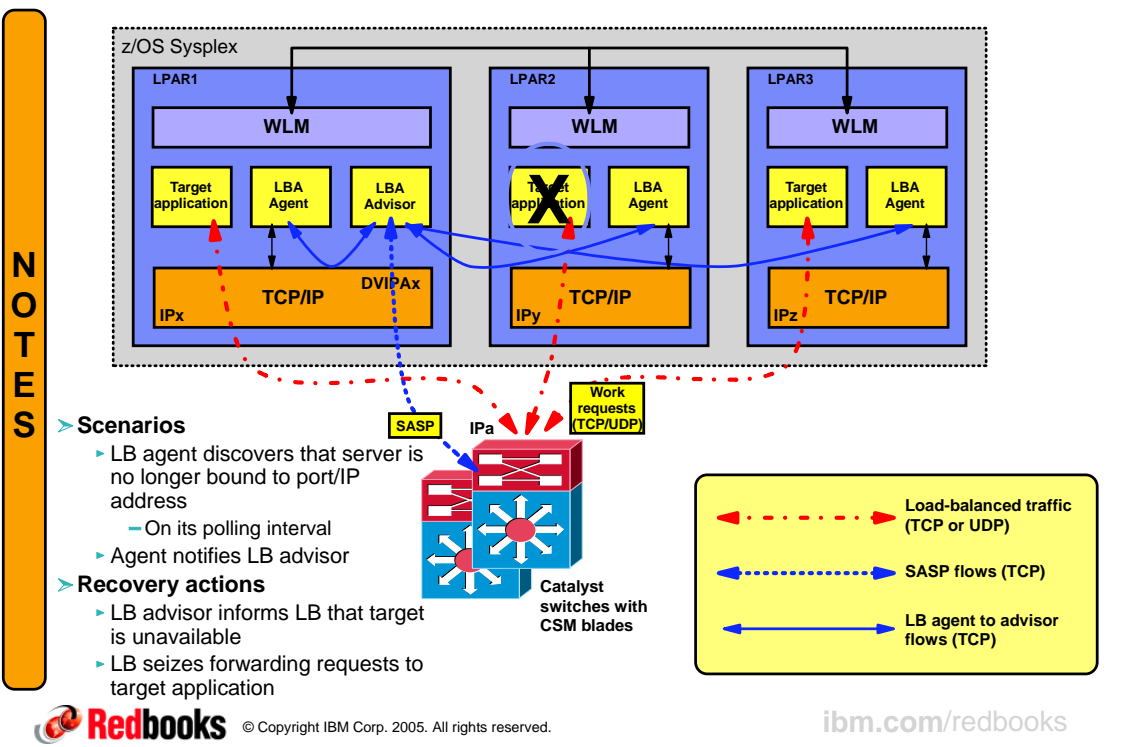 NOTES
z/OS Sysplex
LPAR1
WLM
Target
application
LBA
Agent
LBA
Advisor
DVIPAx
TCP/IP
IPx
LPAR2
WLM
Target
application
X
LBA
Agent
TCP/IP
IPy
LPAR3
WLM
Target
application
LBA
Agent
TCP/IP
IPz
Work
requests
(TCP/UDP)
SASP
IPa
Catalyst
switches with
CSM blades
Scenarios
LB agent discovers that server is
no longer bound to port/IP
address
On its polling interval
Agent notifies LB advisor
Recovery actions
LB advisor informs LB that target
is unavailable
LB seizes forwarding requests to
target application
Load-balanced traffic
(TCP or UDP)
SASP flows (TCP)
LB agent to advisor
flows (TCP)
Redbooks
© Copyright IBM Corp. 2005. All rights reserved.
ibm.com/redbooks